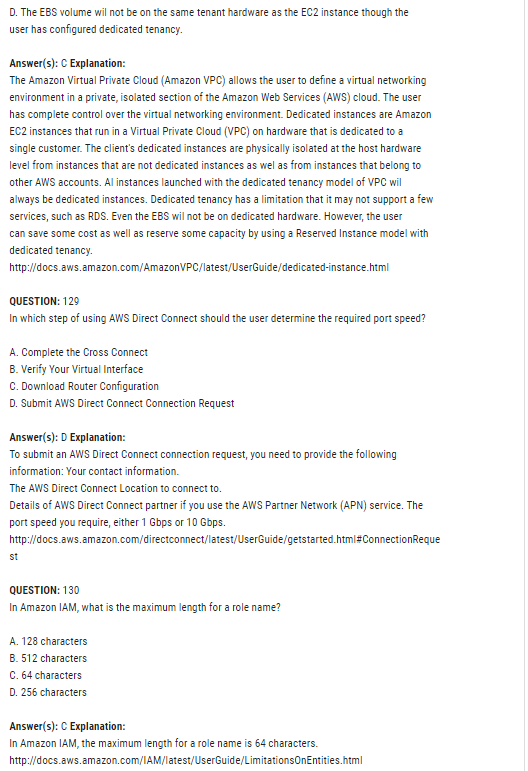 D. The EBS volume wil not be on the same tenant hardware as the EC2 instance though the
user has configured dedicated tenancy.
Answer(s): C Explanation:
The Amazon Virtual Private Cloud (Amazon VPC) allows the user to define a virtual networking
environment in a private, isolated section of the Amazon Web Services (AWS) cloud. The user
has complete control over the virtual networking environment. Dedicated instances are Amazon
EC2 instances that run in a Virtual Private Cloud (VPC) on hardware that is dedicated to a
single customer. The client's dedicated instances are physically isolated at the host hardware
level from instances that are not dedicated instances as wel as from instances that belong to
other AWS accounts. Al instances launched with the dedicated tenancy model of VPC wil
always be dedicated instances. Dedicated tenancy has a limitation that it may not support a few
services, such as RDS. Even the EBS wil not be on dedicated hardware. However, the user
can save some cost as well as reserve some capacity by using a Reserved Instance model with
dedicated tenancy.
http://docs.aws.amazon.com/AmazonVPC/latest/UserGuide/dedicated-instance.html
QUESTION: 129
In which step of using AWS Direct Connect should the user determine the required port speed?
A. Complete the Cross Connect
B. Verify Your Virtual Interface
C. Download Router Configuration
D. Submit AWS Direct Connect Connection Request
Answer(s): D Explanation:
To submit an AWS Direct Connect connection request, you need to provide the following
information: Your contact information.
The AWS Direct Connect Location to connect to.
Details of AWS Direct Connect partner if you use the AWS Partner Network (APN) service. The
port speed you require, either 1 Gbps or 10 Gbps.
http://docs.aws.amazon.com/directconnect/latest/UserGuide/getstarted.html#ConnectionReque
st
QUESTION: 130
In Amazon IAM, what is the maximum length for a role name?
A. 128 characters
B. 512 characters
C. 64 characters
D. 256 characters
Answer(s): C Explanation:
In Amazon IAM, the maximum length for a role name is 64 characters.
http://docs.aws.amazon.com/IAM/latest/UserGuide/LimitationsOnEntities.html